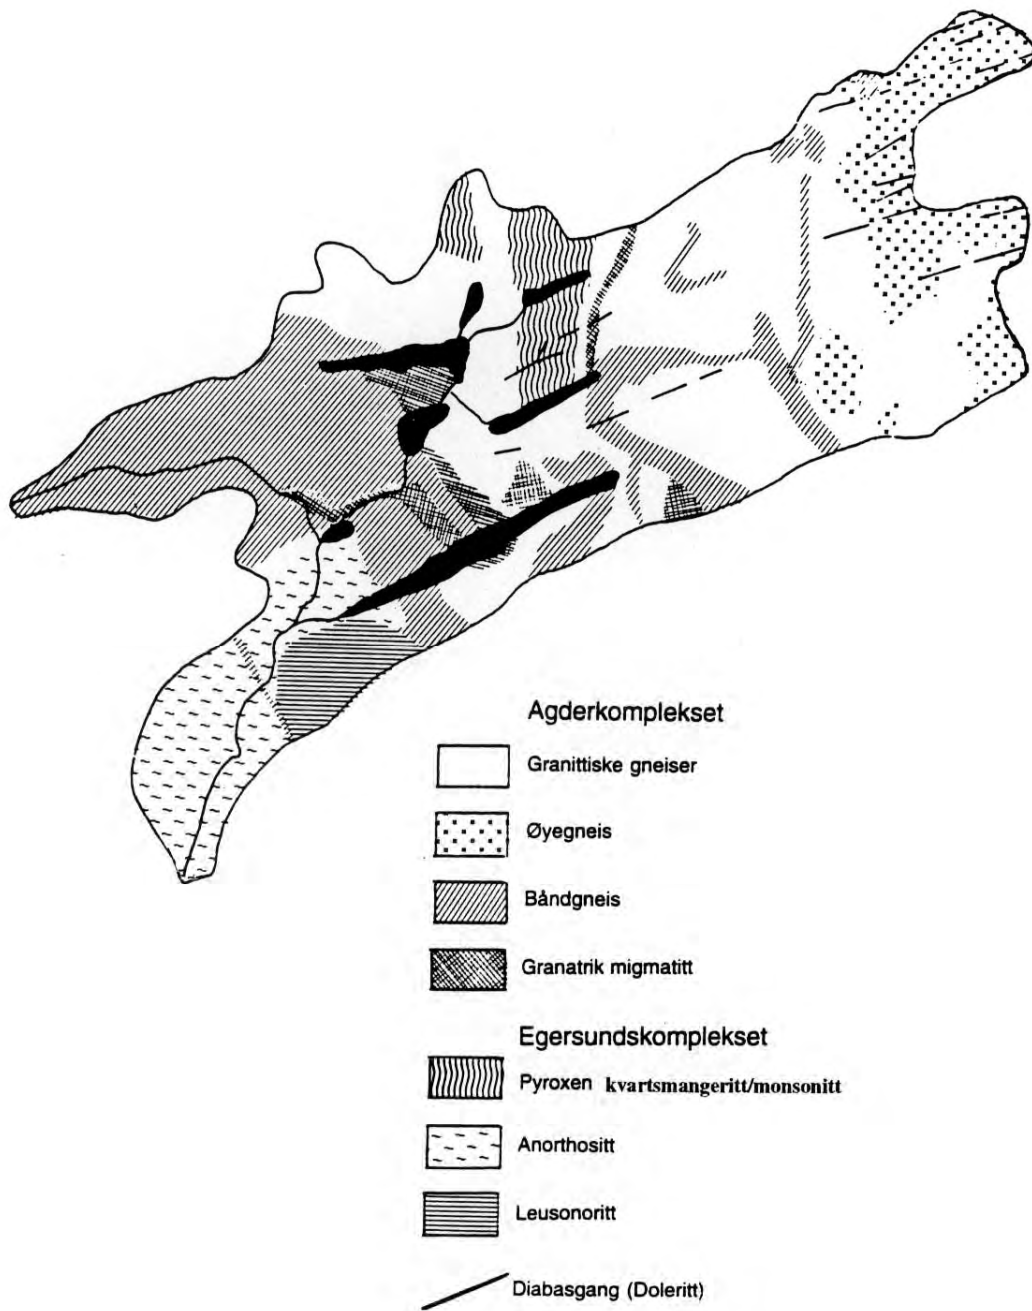 Agderkomplekset
Granittiske gneiser
Øyegneis
Båndgneis
Granatrik migmatitt
Egersundskomplekset
Pyroxen kvartsmangeritt/monsonitt
Anorthositt
Leusonoritt
Diabasgang (Doleritt)